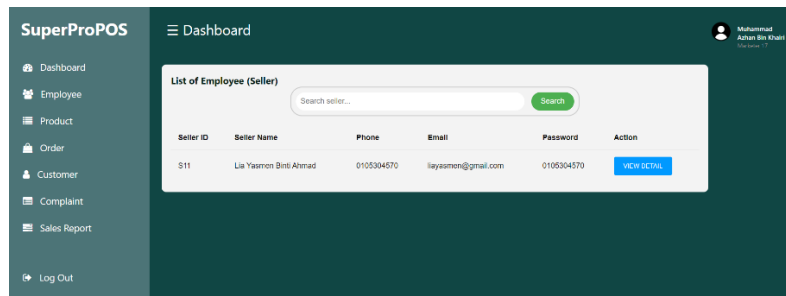 SuperProPOS
☰ Dashboard
Muhammad
Azhan Bin Khairi
Dashboard
Employee
Product
Order
Customer
Complaint
Sales Report
Log Out
List of Employee (Seller)
Search seller...
Search
Seller ID Seller Name Phone Email Password Action
S11 Lia Yasmen Binti Ahmad 0105304570 liayasmen@gmail.com 0105304570 VIEW DETAIL